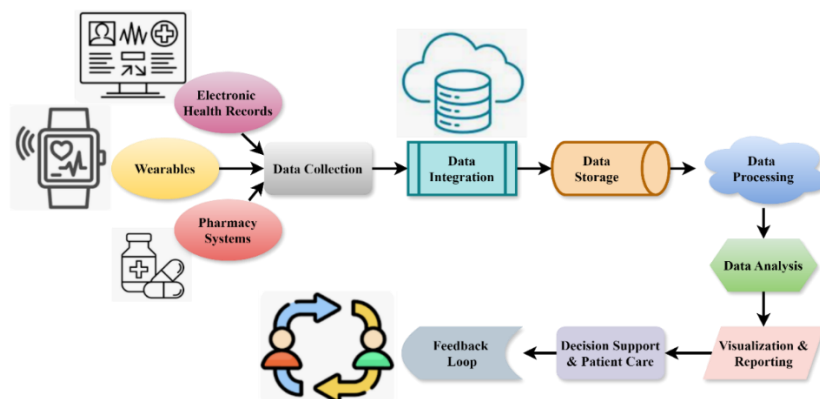 Electronic
Health Records
Wearables
Pharmacy
Systems
Data Collection
Data
Integration
Data
Storage
Data
Processing
Data Analysis
Visualization &
Reporting
Decision Support
& Patient Care
Feedback
Loop